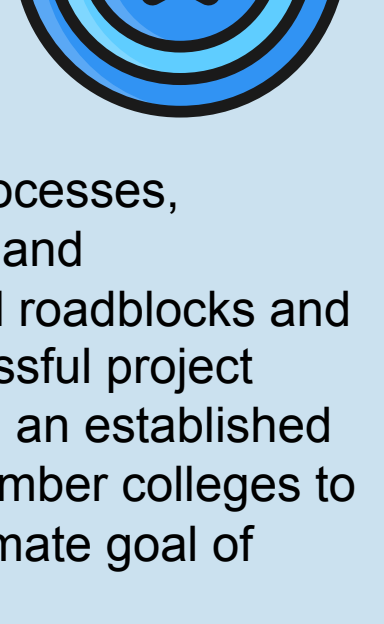 ocesses,
and
roadblocks and
ssful project
an established
mber colleges to
mate goal of